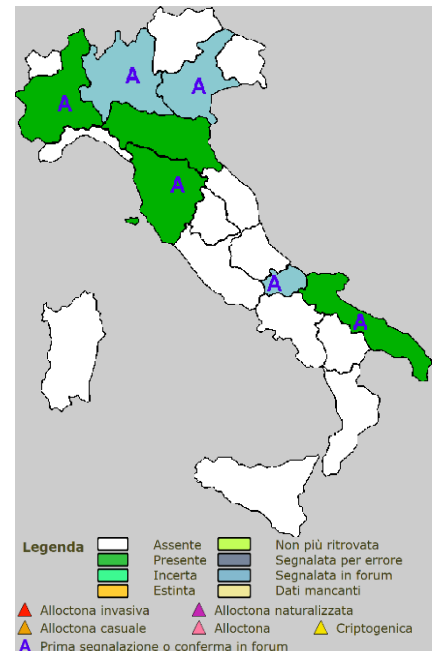 A
A
A
A
A
A
Legenda
Assente Non più ritrovata
Presente Segnalata per errore
Incerta Segnalata in forum
Estinta Dati mancanti
Alloctona invasiva Alloctona naturalizzata
Alloctona casuale Alloctona Criptogenica
A Prima segnalazione o conferma in forum